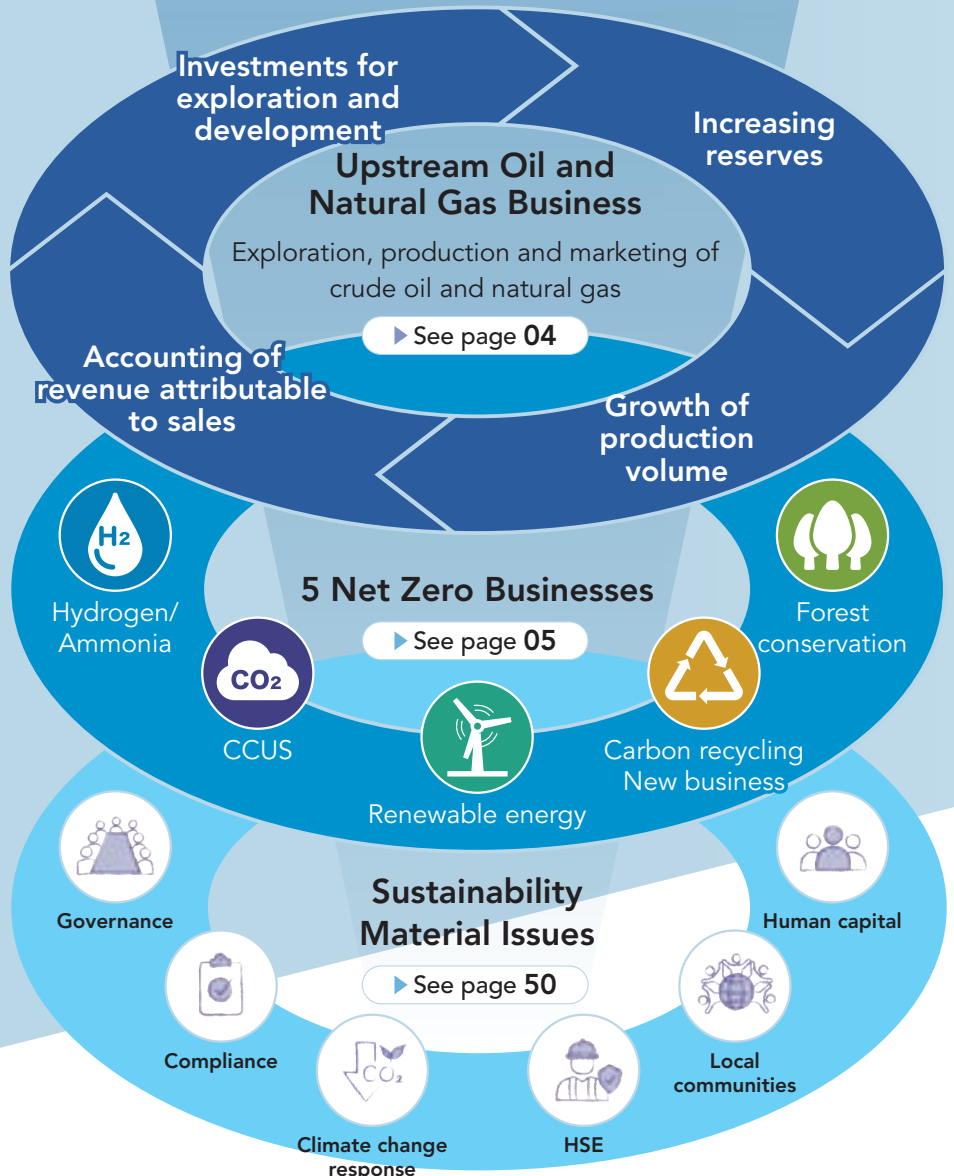 Investments for
exploration and
development
Increasing
reserves
Upstream Oil and
Natural Gas Business
Exploration, production and marketing of
crude oil and natural gas
See page 04
Accounting of
revenue attributable
to sales
Growth of
production
volume
H2
Hydrogen/
Ammonia
5 Net Zero Businesses
See page 05
Forest
conservation
CO2
CCUS
Renewable energy
Carbon recycling
New business
Governance
Sustainability
Material Issues
See page 50
Human capital
Compliance
CO2
Climate change
response
HSE
Local
communities